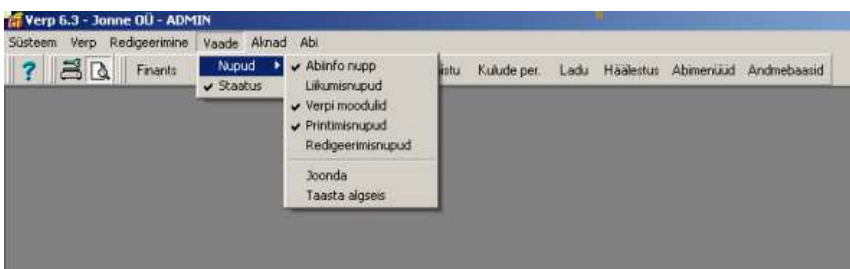 Verp 6.3 - Jonne OÜ - ADMIN
Süsteem Verp Redigeerimine Vaade Aknad Abi
? Finants Nupud Abiinfo nupp istu Kulude per. Ladu Häälestus Abimenüüd Andmebaasid
Staatus Liikumisnupud
Verpi moodulid
Printimisnupud
Redigeerimisnupud
Joonda
Taasta algseis